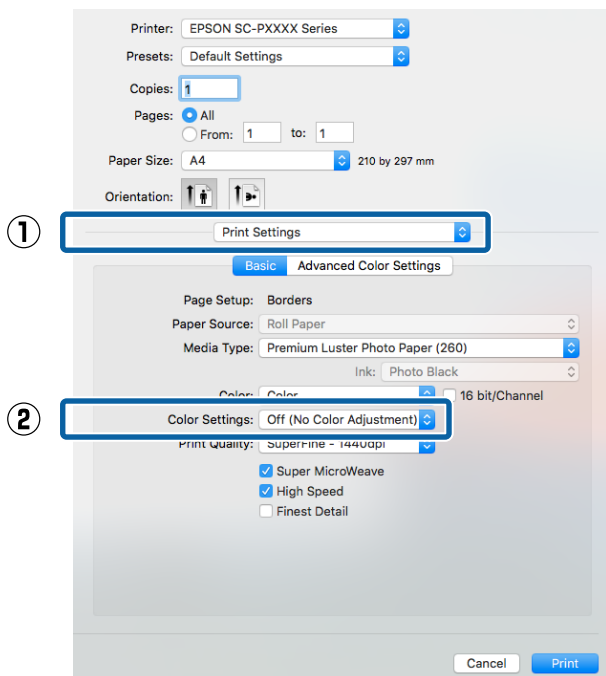 Printer: EPSON SC-PXXXX Series
Presets: Default Settings
Copies: 1
Pages: All
From: 1 to: 1
Paper Size: A4 210 by 297 mm
Orientation:
① Print Settings
Basic Advanced Color Settings
Page Setup: Borders
Paper Source: Roll Paper
Media Type: Premium Luster Photo Paper (260)
Ink: Photo Black
Color: Color 16 bit/Channel
② Color Settings: Off (No Color Adjustment)
Print Quality: SuperFine - 1440dpi
Super MicroWeave
High Speed
Finest Detail
Cancel Print